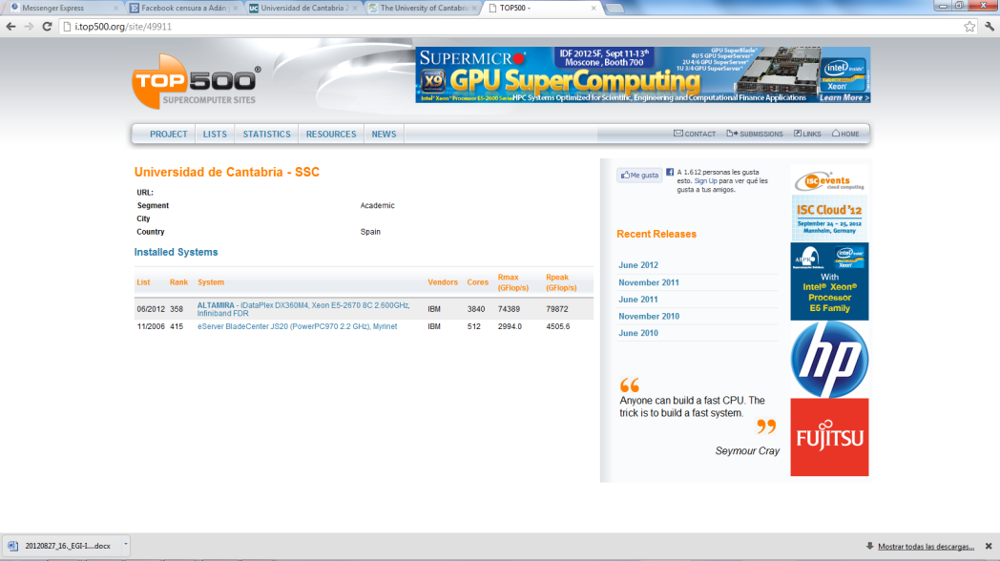 Messenger Express
Facebook censura a Adán
Universidad de Cantabria
The University of Cantabri
TOP500 -
i.top500.org/site/49911
TOP500®
SUPERCOMPUTER SITES
SUPERMICR
IDF 2012 SF, Sept 11-13th
Moscone, Booth 700
GPU SuperBlade®
4U 5 GPU SuperServer®
2U 4/6 GPU SuperServer®
1U 3/4 GPU SuperServer®
X9 GPU SuperComputing
intel inside™
Xeon®
Intel® Xeon® Processor E5-2600 Series
HPC Systems Optimized for Scientific, Engineering and Computational Finance Applications
Learn More >
PROJECT LISTS STATISTICS RESOURCES NEWS
CONTACT SUBMISSIONS LINKS HOME
Universidad de Cantabria - SSC
URL:
Segment Academic
City
Country Spain
Installed Systems
List Rank System Vendors Cores Rmax (GFlop/s) Rpeak (GFlop/s)
06/2012 358 ALTAMIRA - iDataPlex DX360M4, Xeon E5-2670 8C 2.600GHz, Infiniband FDR IBM 3840 74389 79872
11/2006 415 eServer BladeCenter JS20 (PowerPC970 2.2 GHz), Myrinet IBM 512 2994.0 4505.6
Me gusta
A 1.612 personas les gusta
esto. Sign Up para ver qué les
gusta a tus amigos.
Recent Releases
June 2012
November 2011
June 2011
November 2010
June 2010
“
Anyone can build a fast CPU. The
trick is to build a fast system.
”
Seymour Cray
isc events
cloud computing
ISC Cloud '12
September 24 – 25, 2012
Mannheim, Germany
intel inside
Xeon
With
Intel® Xeon®
Processor
E5 Family
hp
FUJITSU
20120827_16._EGI-I....docx
Mostrar todas las descargas...